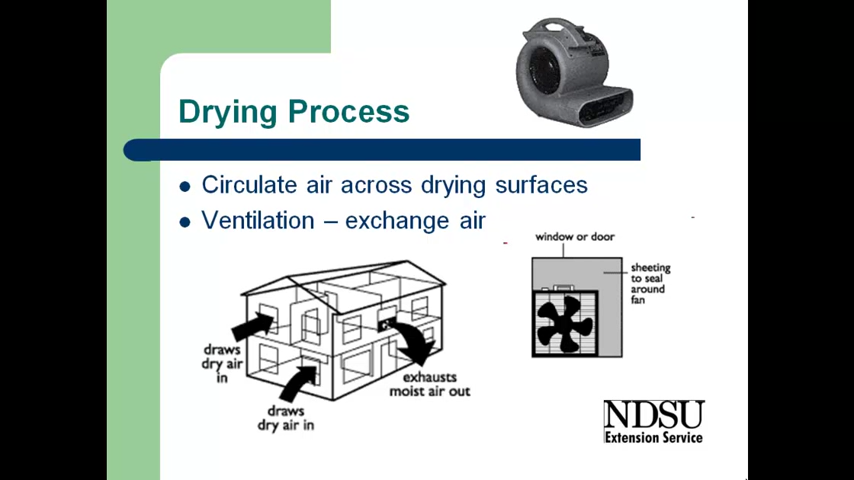 Drying Process
Circulate air across drying surfaces
Ventilation – exchange air
window or door
sheeting
to seal
around
fan
draws
dry air
in
exhausts
moist air out
draws
dry air in
NDSU
Extension Service